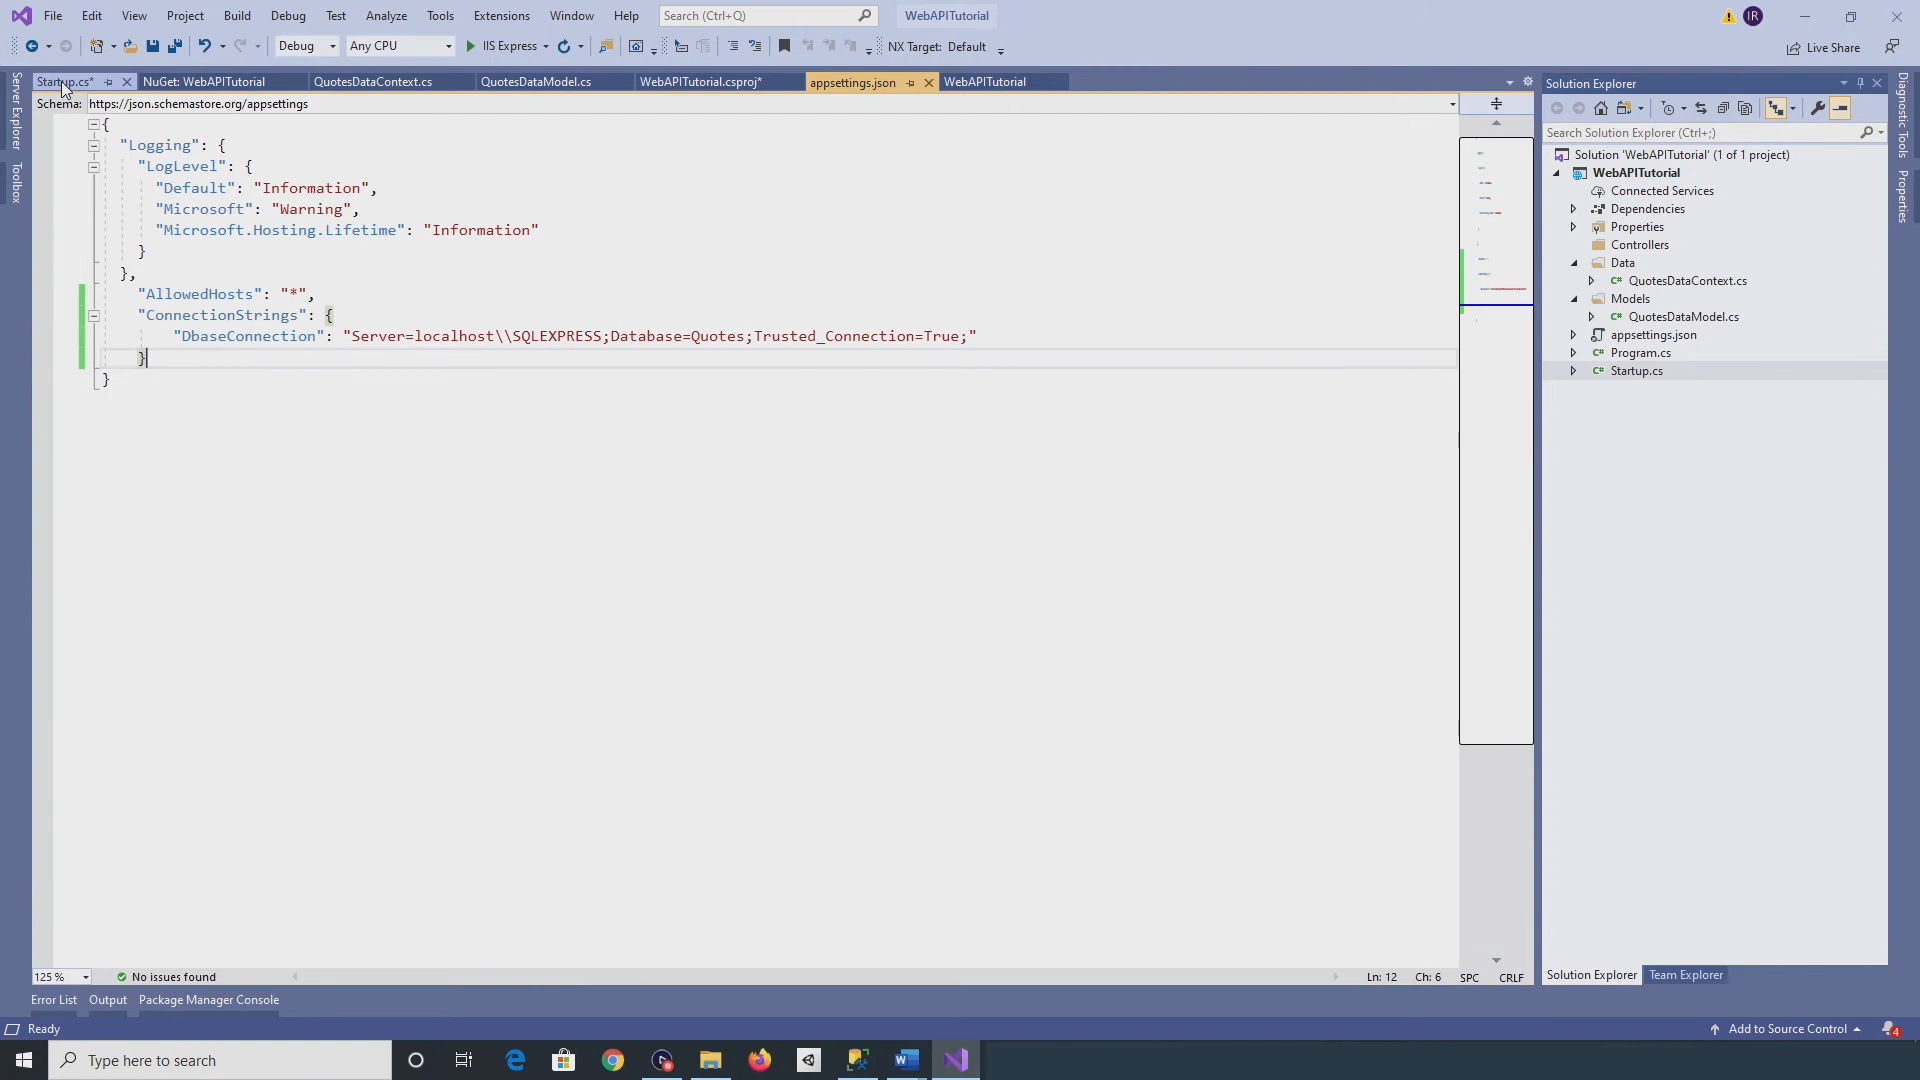 File Edit View Project Build Debug Test Analyze Tools Extensions Window Help Search (Ctrl+Q) WebAPITutorial IR
Debug Any CPU IIS Express NX Target: Default Live Share
Startup.cs* NuGet: WebAPITutorial QuotesDataContext.cs QuotesDataModel.cs WebAPITutorial.csproj* appsettings.json WebAPITutorial
Schema: https://json.schemastore.org/appsettings
{
"Logging": {
"LogLevel": {
"Default": "Information",
"Microsoft": "Warning",
"Microsoft.Hosting.Lifetime": "Information"
}
},
"AllowedHosts": "*",
"ConnectionStrings": {
"DbaseConnection": "Server=localhost\\SQLEXPRESS;Database=Quotes;Trusted_Connection=True;"
}
}
Server Explorer
Toolbox
Solution Explorer
Search Solution Explorer (Ctrl+;)
Solution 'WebAPITutorial' (1 of 1 project)
WebAPITutorial
Connected Services
Dependencies
Properties
Controllers
Data
QuotesDataContext.cs
Models
QuotesDataModel.cs
appsettings.json
Program.cs
Startup.cs
Diagnostic Tools
Properties
125 % No issues found Ln: 12 Ch: 6 SPC CRLF
Solution Explorer Team Explorer
Error List Output Package Manager Console
Ready Add to Source Control 4
Type here to search